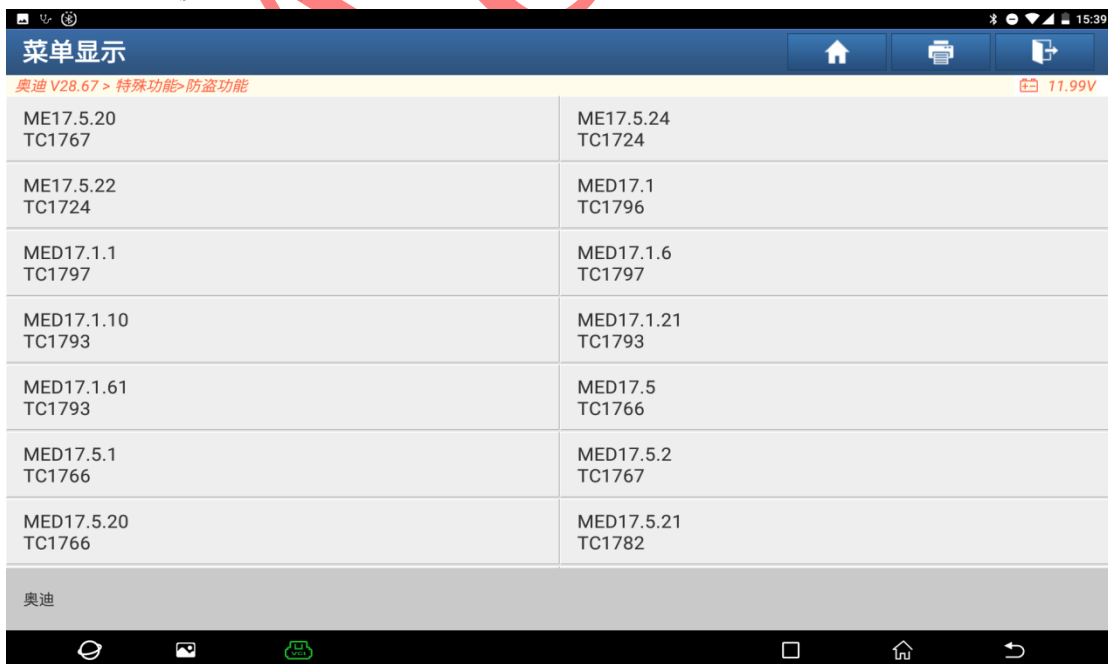 15:39
菜单显示
奥迪 V28.67 > 特殊功能>防盗功能
11.99V
ME17.5.20
TC1767
ME17.5.24
TC1724
ME17.5.22
TC1724
MED17.1
TC1796
MED17.1.1
TC1797
MED17.1.6
TC1797
MED17.1.10
TC1793
MED17.1.21
TC1793
MED17.1.61
TC1793
MED17.5
TC1766
MED17.5.1
TC1766
MED17.5.2
TC1767
MED17.5.20
TC1766
MED17.5.21
TC1782
奥迪
VCI